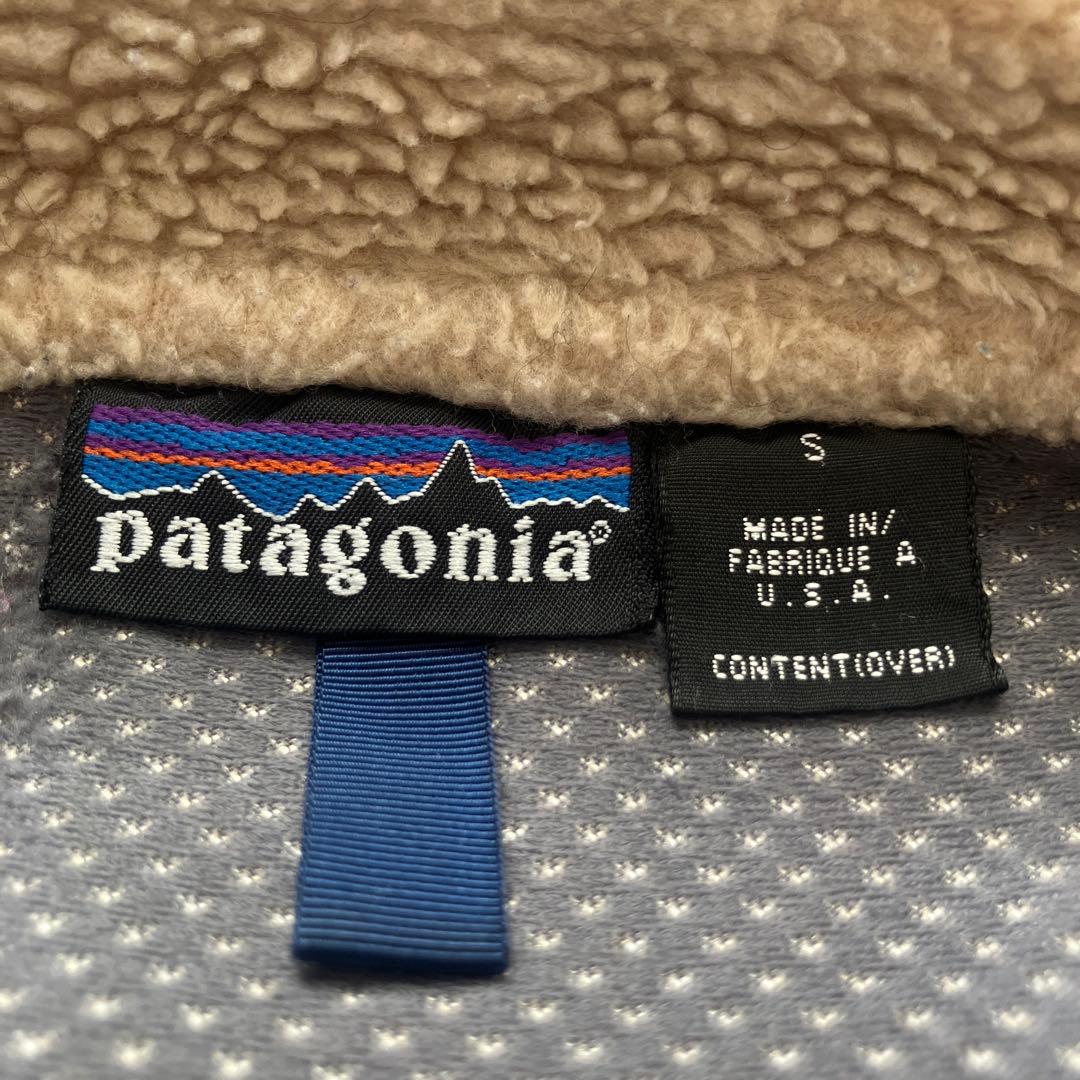 patagonia®
S
MADE IN/
FABRIQUE A
U.S.A.
CONTENT(OVER)